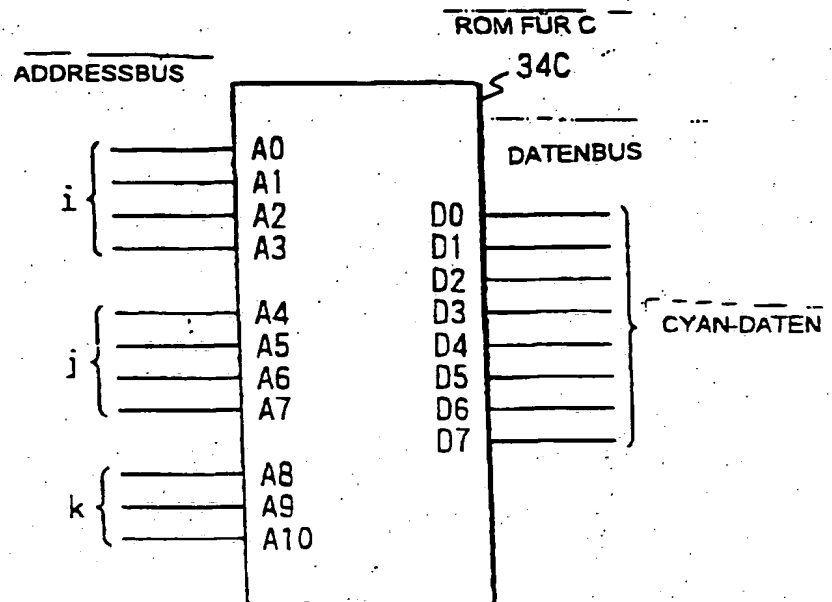 ROM FÜR C
34C
ADDRESSBUS
DATENBUS
i
A0
A1
A2
A3
j
A4
A5
A6
A7
k
A8
A9
A10
D0
D1
D2
D3
D4
D5
D6
D7
CYAN-DATEN